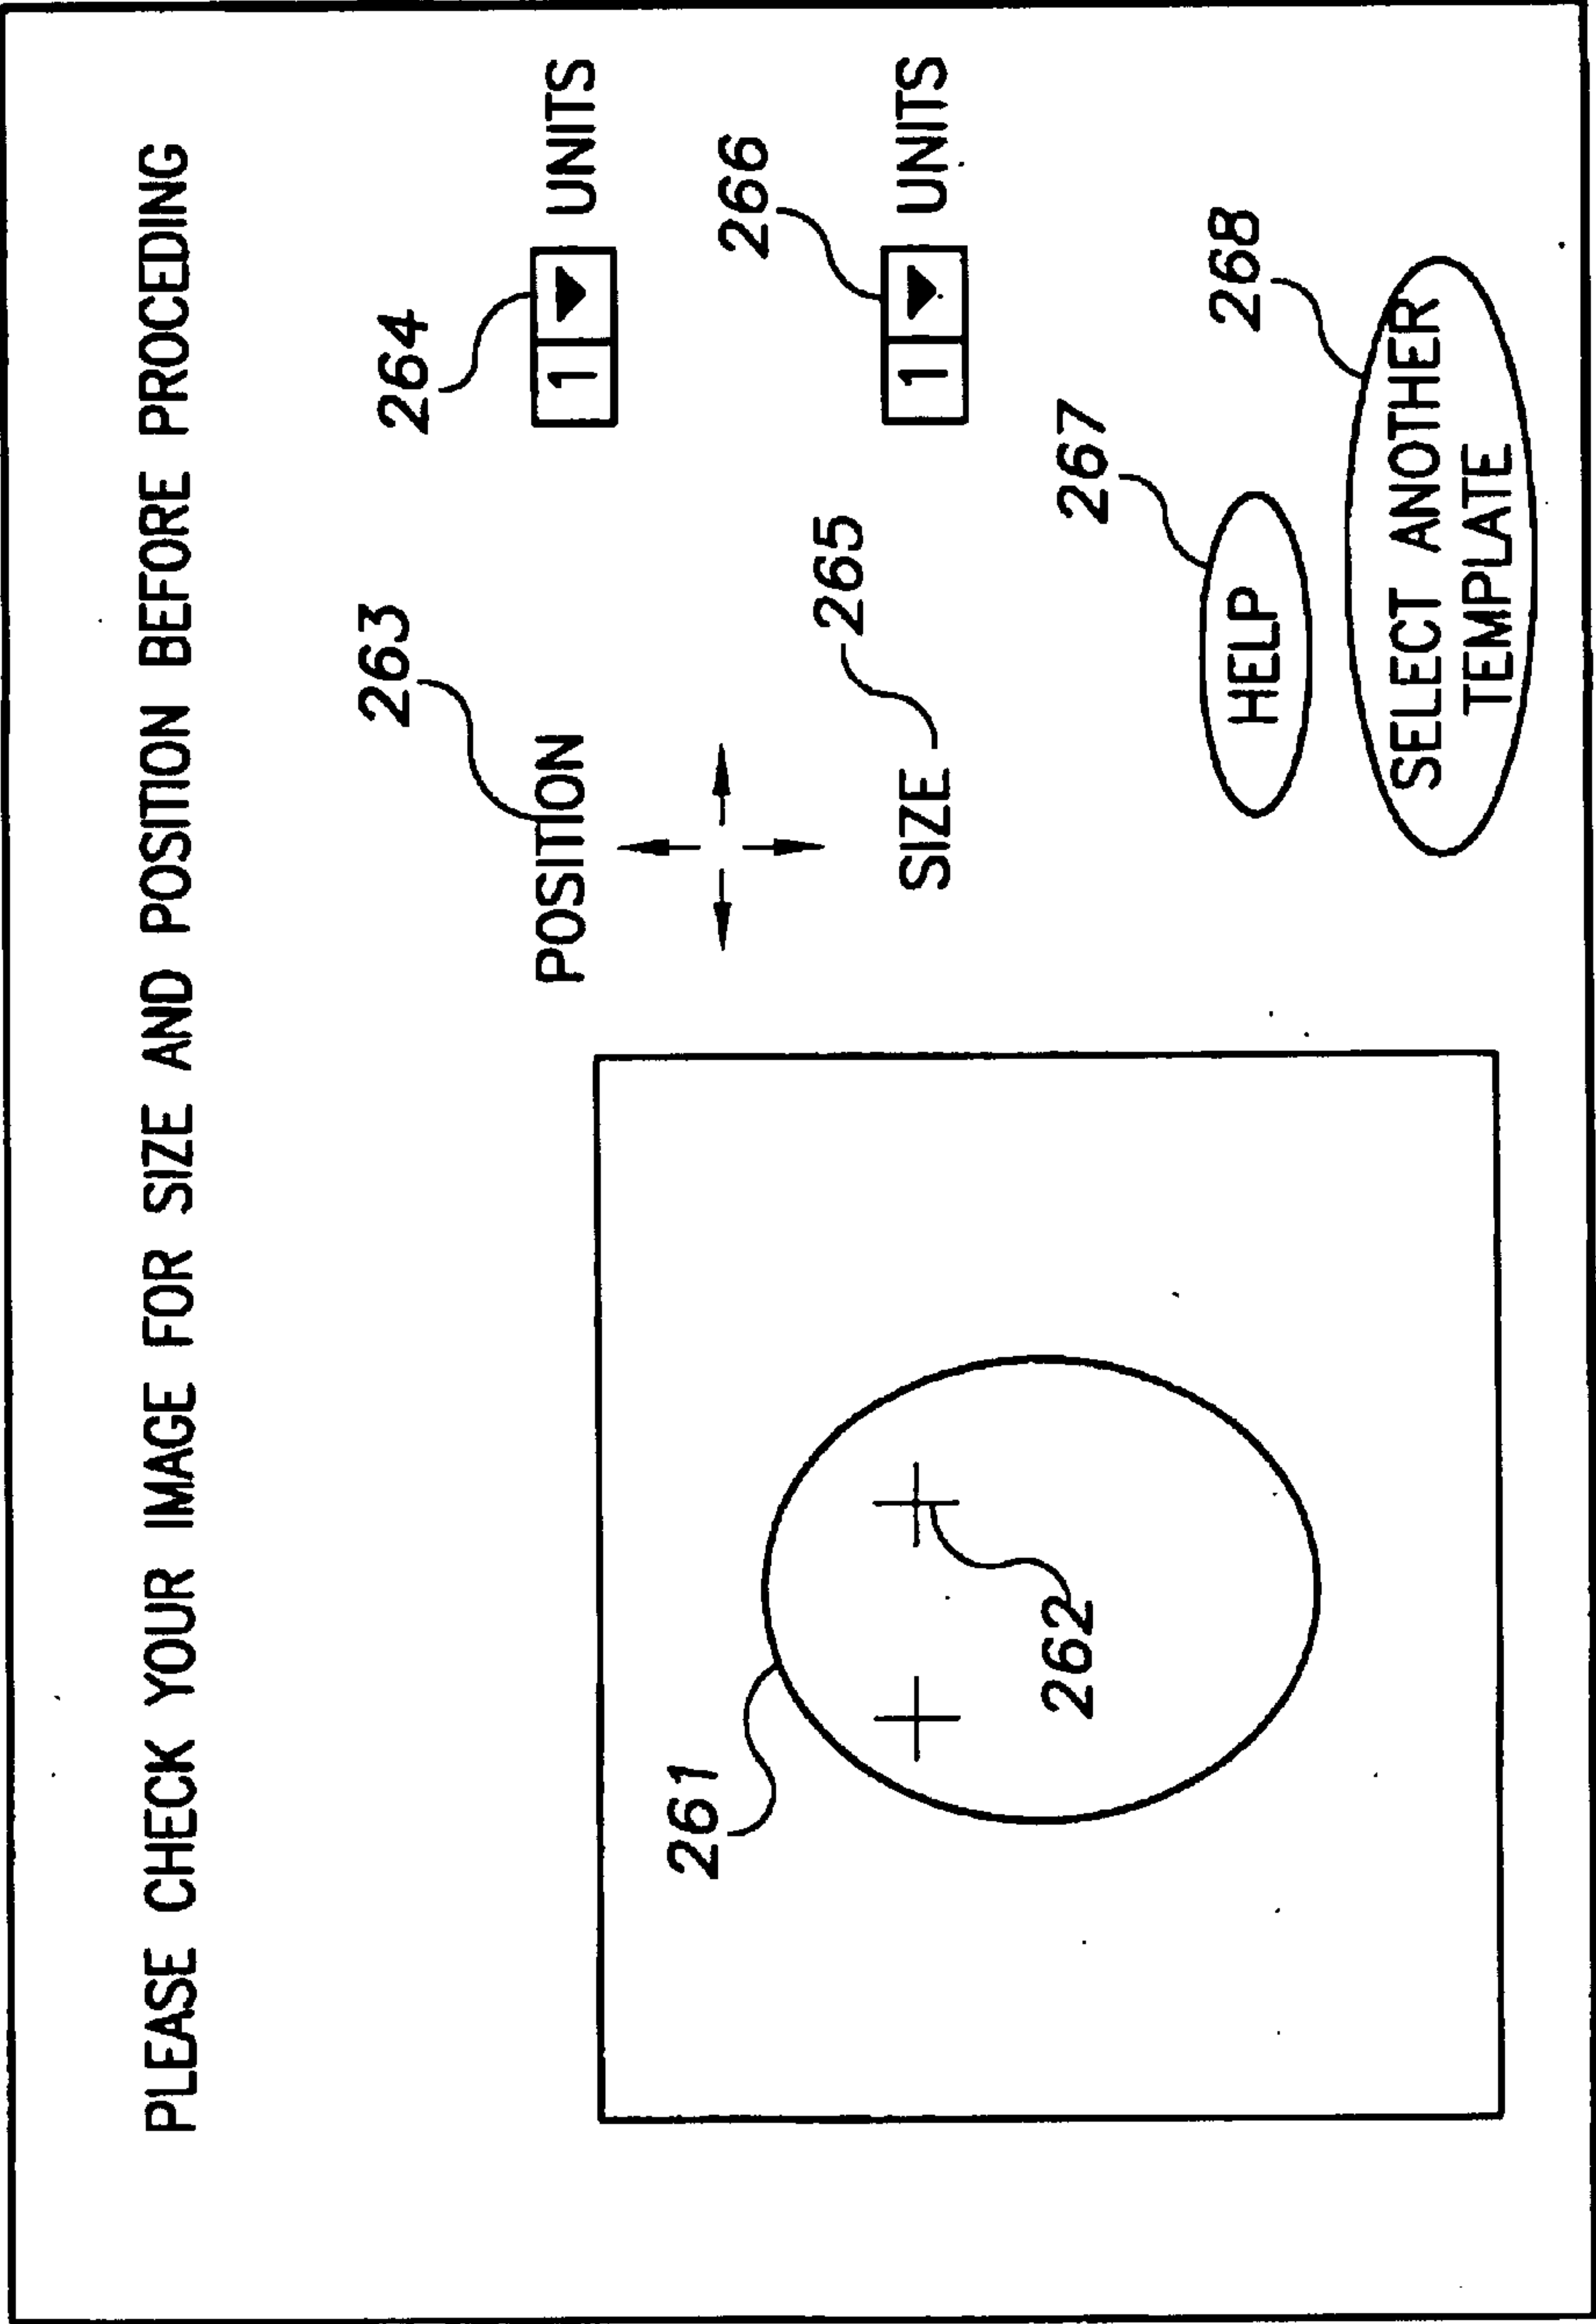 PLEASE CHECK YOUR IMAGE FOR SIZE AND POSITION BEFORE PROCEDING
261
262
263
POSITION
264
1
UNITS
265
SIZE
266
1
UNITS
267
HELP
268
SELECT ANOTHER
TEMPLATE